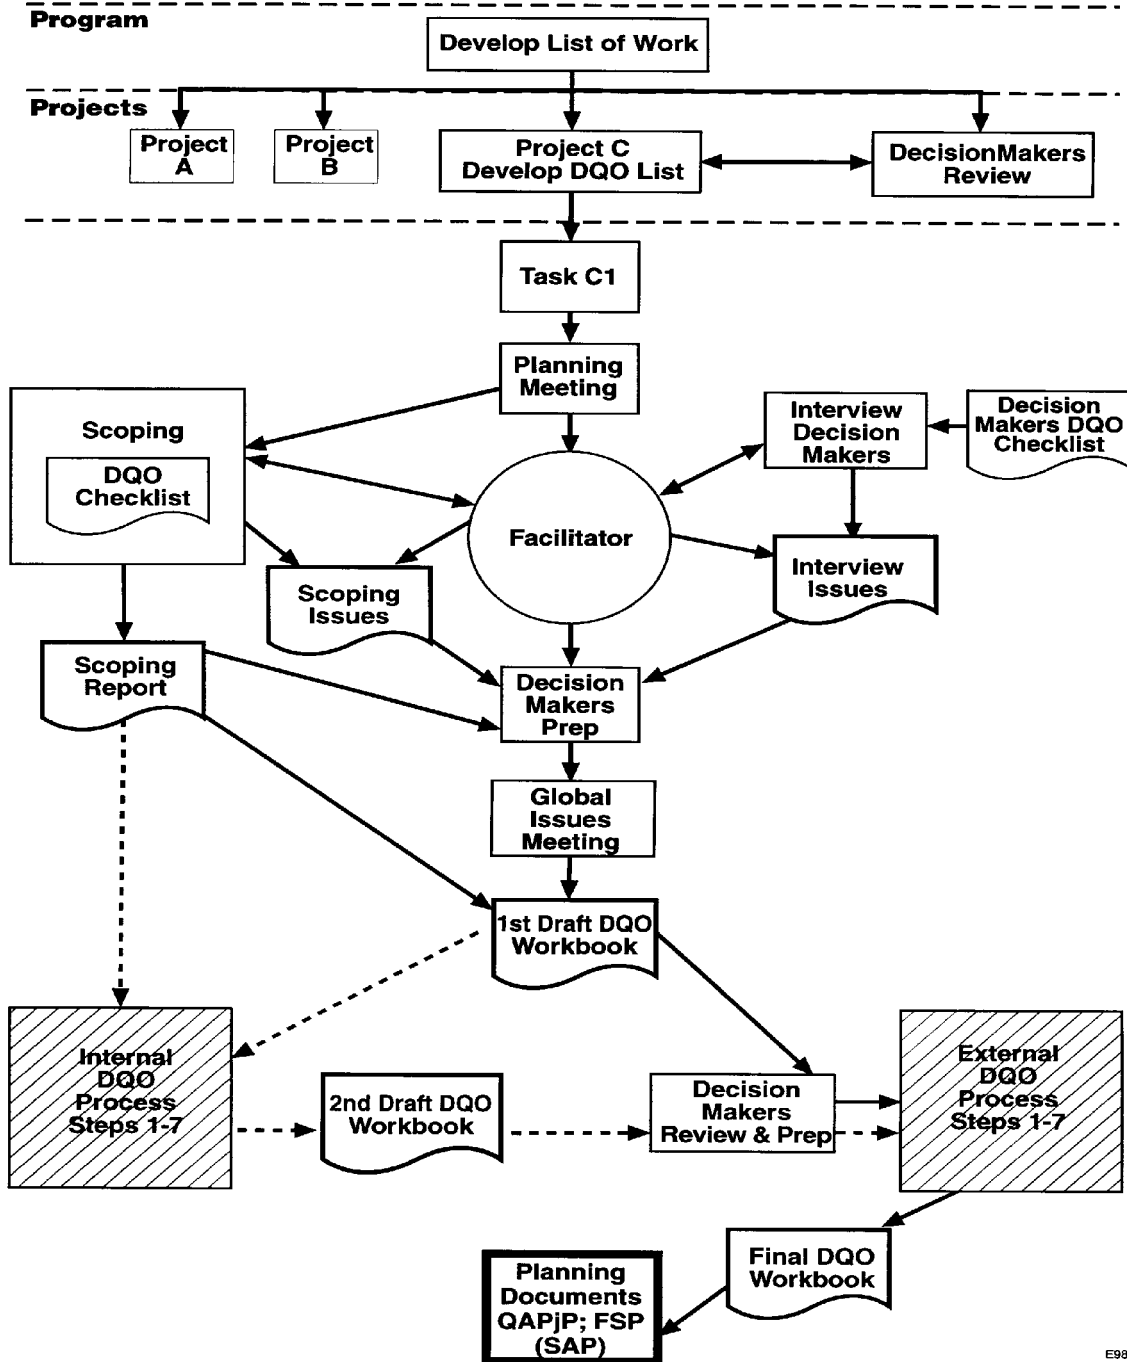 Program
Develop List of Work
Projects
Project
A
Project
B
Project C
Develop DQO List
DecisionMakers
Review
Task C1
Planning
Meeting
Scoping
DQO
Checklist
Interview
Decision
Makers
Decision
Makers DQO
Checklist
Facilitator
Scoping
Issues
Interview
Issues
Scoping
Report
Decision
Makers
Prep
Global
Issues
Meeting
1st Draft DQO
Workbook
Internal
DQO
Process
Steps 1-7
2nd Draft DQO
Workbook
Decision
Makers
Review & Prep
External
DQO
Process
Steps 1-7
Final DQO
Workbook
Planning
Documents
QAPjP; FSP
(SAP)
E98